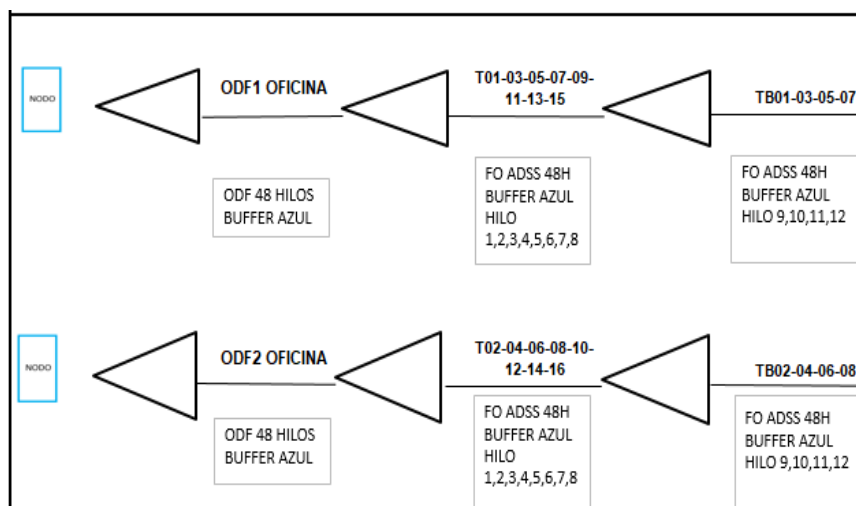 NODO
ODF1 OFICINA
T01-03-05-07-09-
11-13-15
TB01-03-05-07
ODF 48 HILOS
BUFFER AZUL
FO ADSS 48H
BUFFER AZUL
HILO
1,2,3,4,5,6,7,8
FO ADSS 48H
BUFFER AZUL
HILO 9,10,11,12
NODO
ODF2 OFICINA
T02-04-06-08-10-
12-14-16
TB02-04-06-08
ODF 48 HILOS
BUFFER AZUL
FO ADSS 48H
BUFFER AZUL
HILO
1,2,3,4,5,6,7,8
FO ADSS 48H
BUFFER AZUL
HILO 9,10,11,12